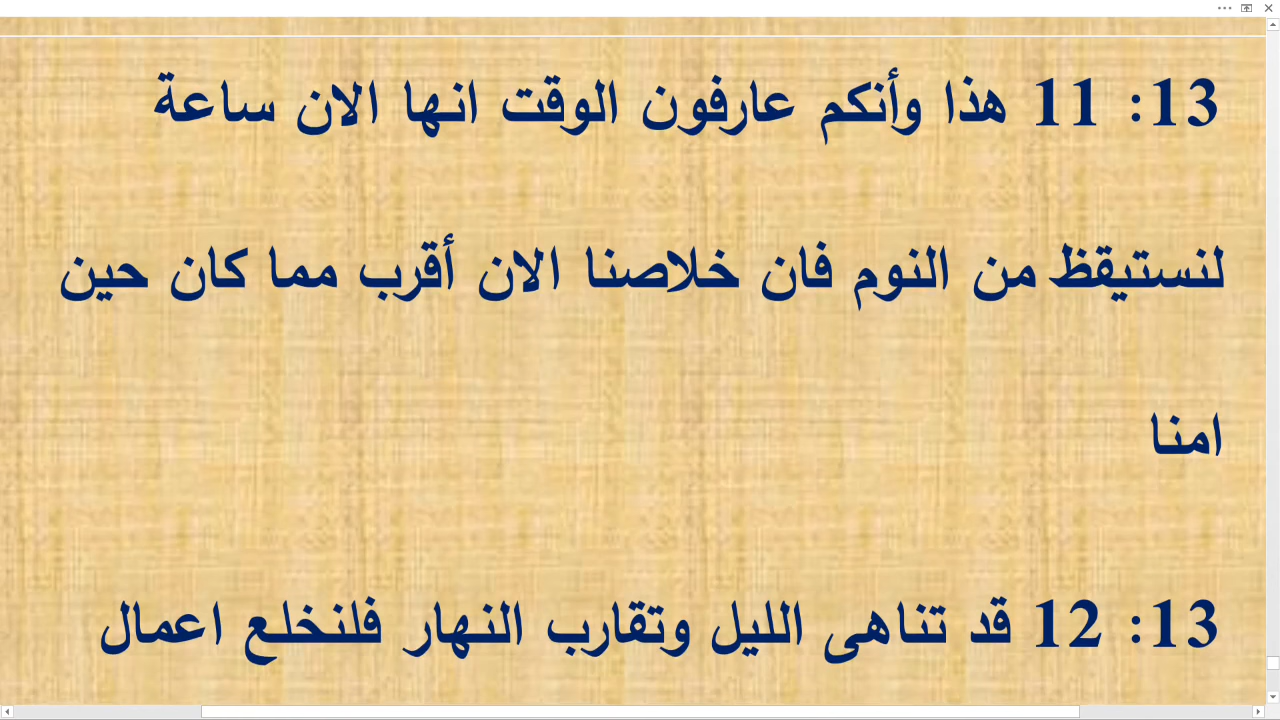 13: 11 هذا وأنكم عارفون الوقت انها الان ساعة
لنستيقظ من النوم فان خلاصنا الان أقرب مما كان حين
امنا
13: 12 قد تناهى الليل وتقارب النهار فلنخلع اعمال